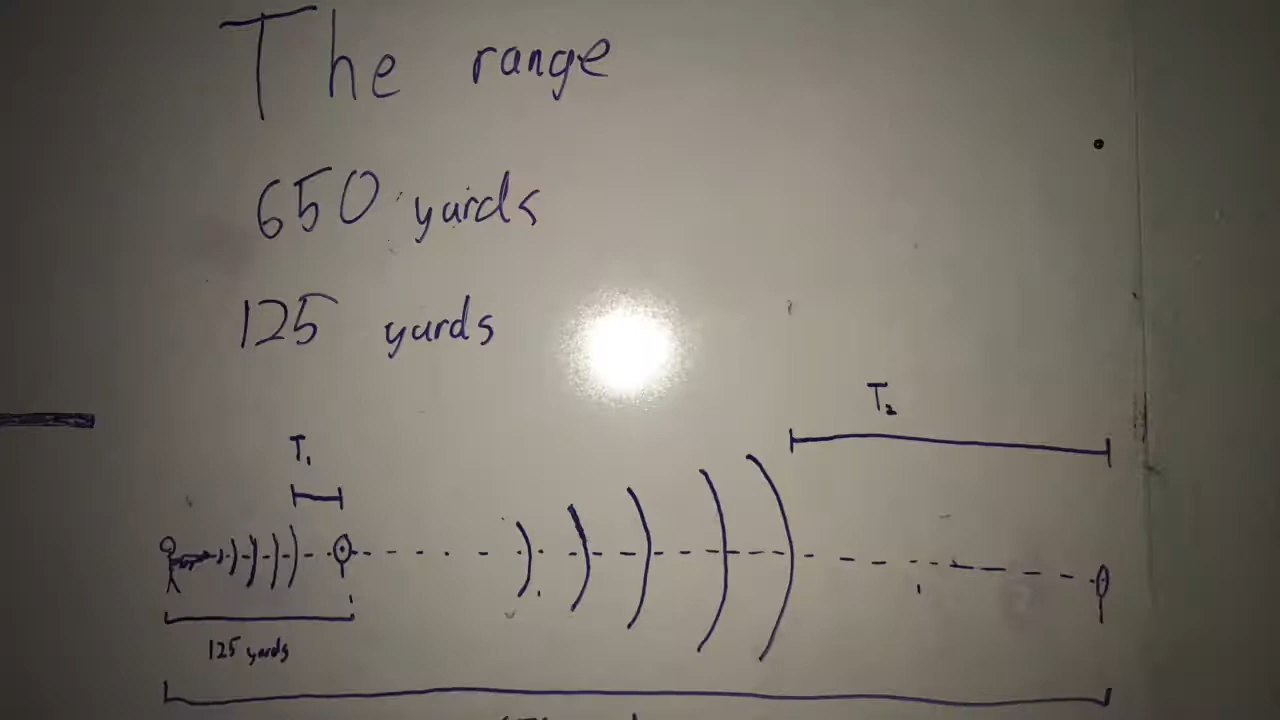 The range
650 yards
125 yards
T₂
T₁
125 yards